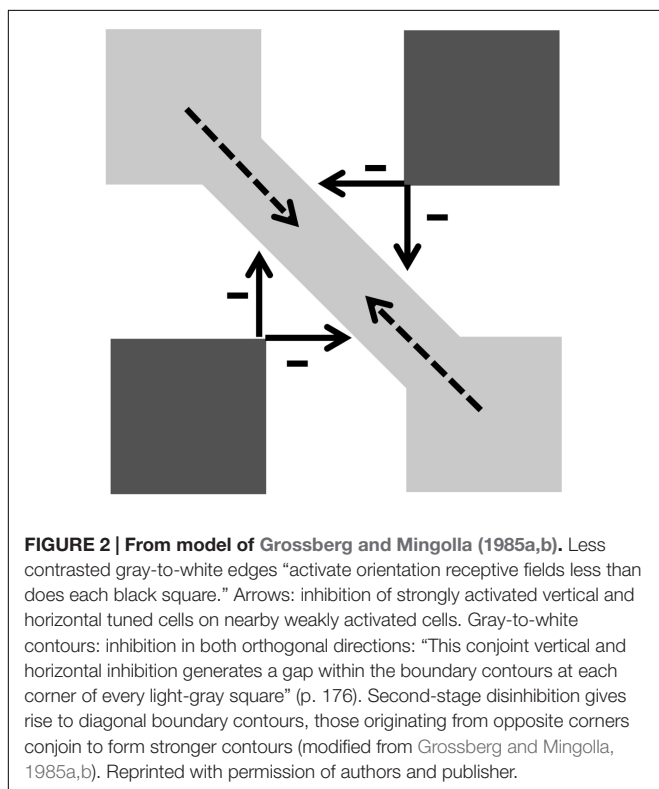 FIGURE 2 | From model of Grossberg and Mingolla (1985a,b). Less
contrasted gray-to-white edges “activate orientation receptive fields less than
does each black square.” Arrows: inhibition of strongly activated vertical and
horizontal tuned cells on nearby weakly activated cells. Gray-to-white
contours: inhibition in both orthogonal directions: “This conjoint vertical and
horizontal inhibition generates a gap within the boundary contours at each
corner of every light-gray square” (p. 176). Second-stage disinhibition gives
rise to diagonal boundary contours, those originating from opposite corners
conjoin to form stronger contours (modified from Grossberg and Mingolla,
1985a,b). Reprinted with permission of authors and publisher.